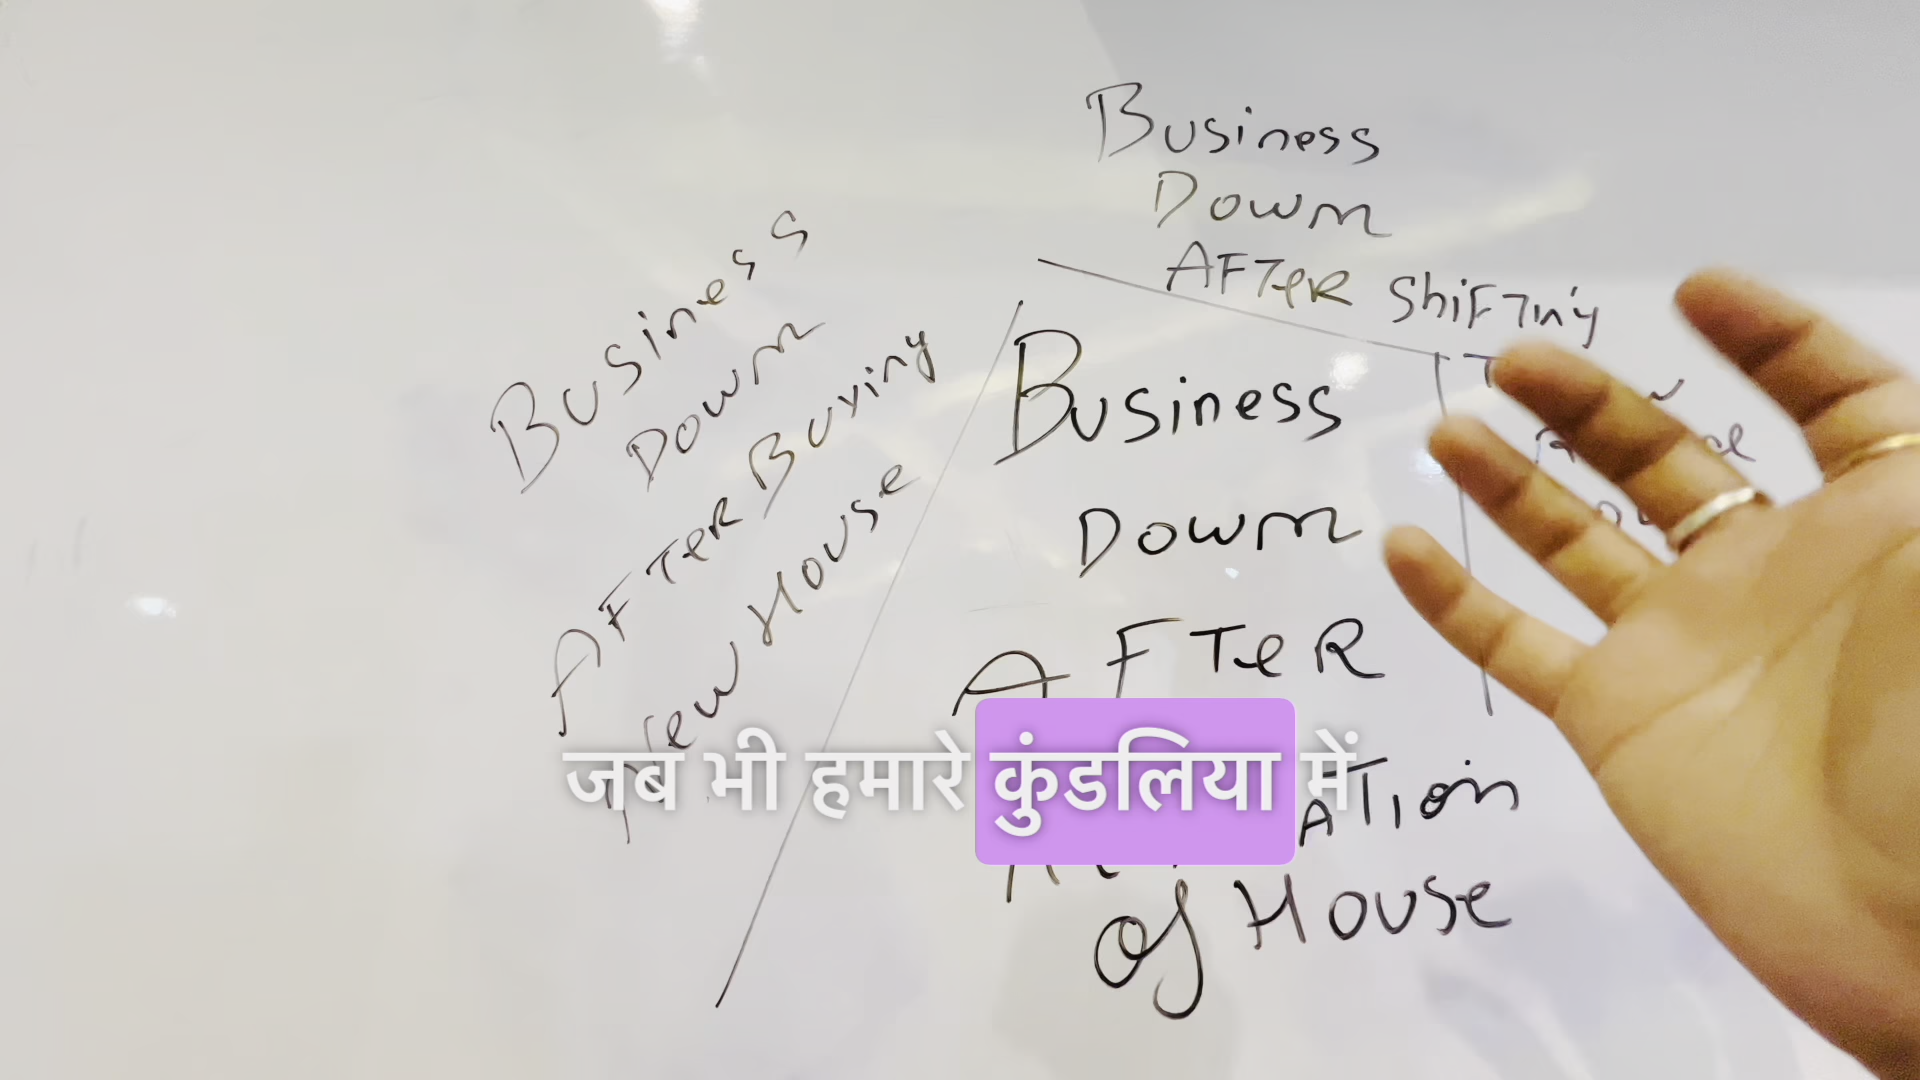 Business
Down
AFTER Shifting
Business
Down
AFTER Buying
New House
Business
Down
AFTER
of House
जब भी हमारे कुंडलिया में